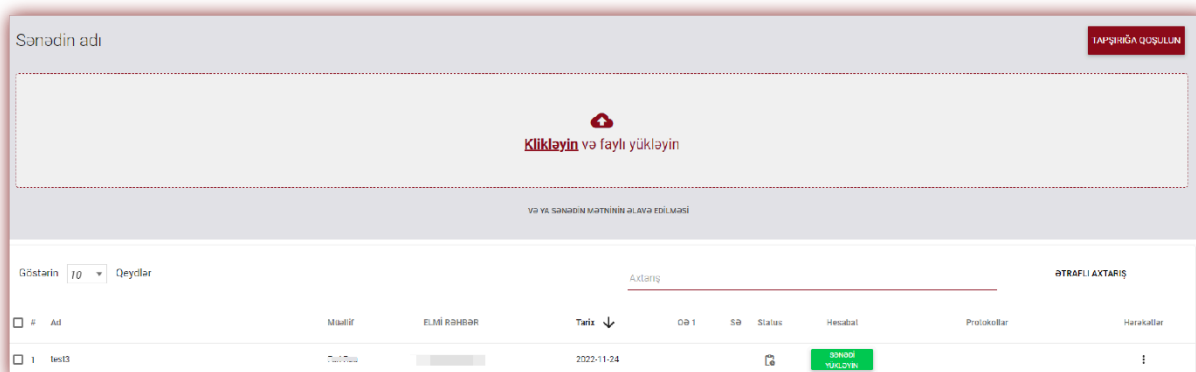 Sənədin adı
TAPŞIRIĞA QOŞULUN
Klikləyin və faylı yükləyin
VƏ YA SƏNƏDİN MƏTNİNİN ƏLAVƏ EDİLMƏSİ
Göstərin 10 Qeydlər
Axtarış
ƏTRAFLI AXTARIŞ
# Ad Müəllif ELMİ RƏHBƏR Tarix OƏ 1 SƏ Status Hesabat Protokollar Hərəkətlər
1 test3 2022-11-24 SƏNƏDİ
YÜKLƏYİN